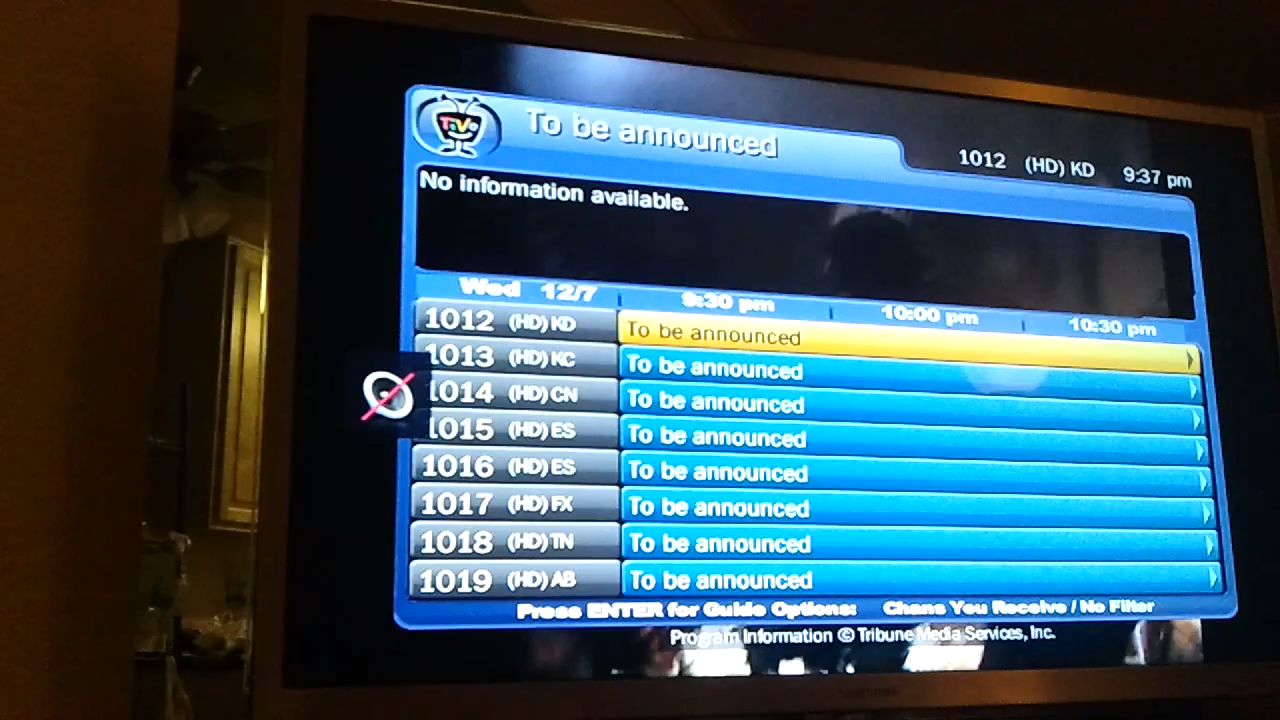 TiVo
To be announced
1012 (HD) KD 9:37 pm
No information available.
Wed 12/7 9:30 pm 10:00 pm 10:30 pm
1012 (HD) KD To be announced
1013 (HD) KC To be announced
1014 (HD) CN To be announced
1015 (HD) ES To be announced
1016 (HD) ES To be announced
1017 (HD) FX To be announced
1018 (HD) TN To be announced
1019 (HD) AB To be announced
Press ENTER for Guide Options: Chans You Receive / No Filter
Program Information © Tribune Media Services, Inc.